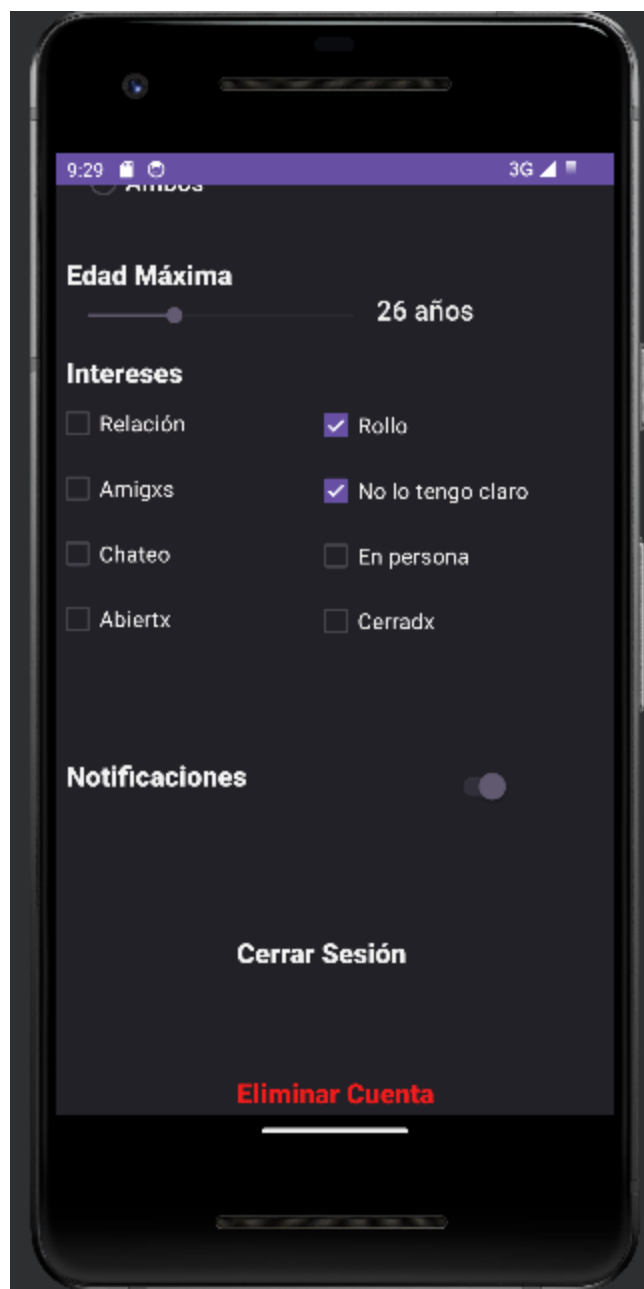 9:29 3G
Ambos
Edad Máxima
26 años
Intereses
Relación Rollo
Amigxs No lo tengo claro
Chateo En persona
Abiertx Cerradx
Notificaciones
Cerrar Sesión
Eliminar Cuenta